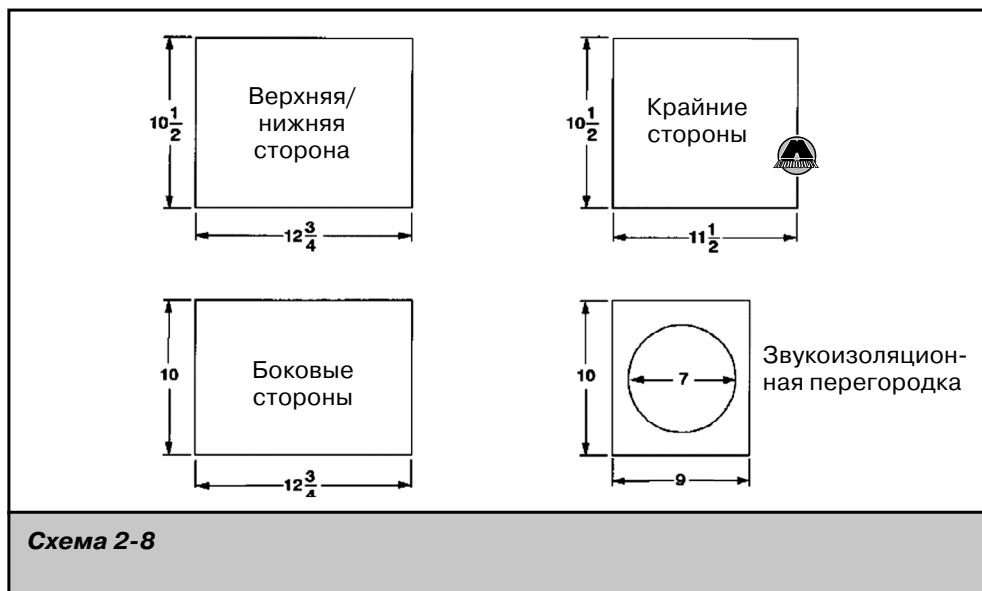 10 1/2
Верхняя/
нижняя
сторона
12 3/4
10 1/2
Крайние
стороны
11 1/2
10
Боковые
стороны
12 3/4
10
7
Звукоизоляцион-
ная перегородка
9
Схема 2-8